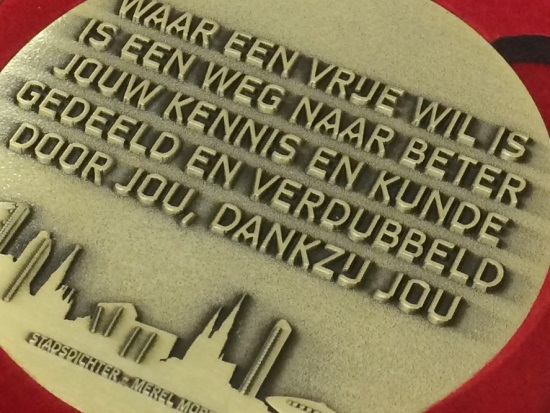 WAAR EEN VRIJE WIL IS
IS EEN WEG NAAR BETER
JOUW KENNIS EN KUNDE
GEDEELD EN VERDUBBELD
DOOR JOU, DANKZIJ JOU
STADSDICHTER - MEREL